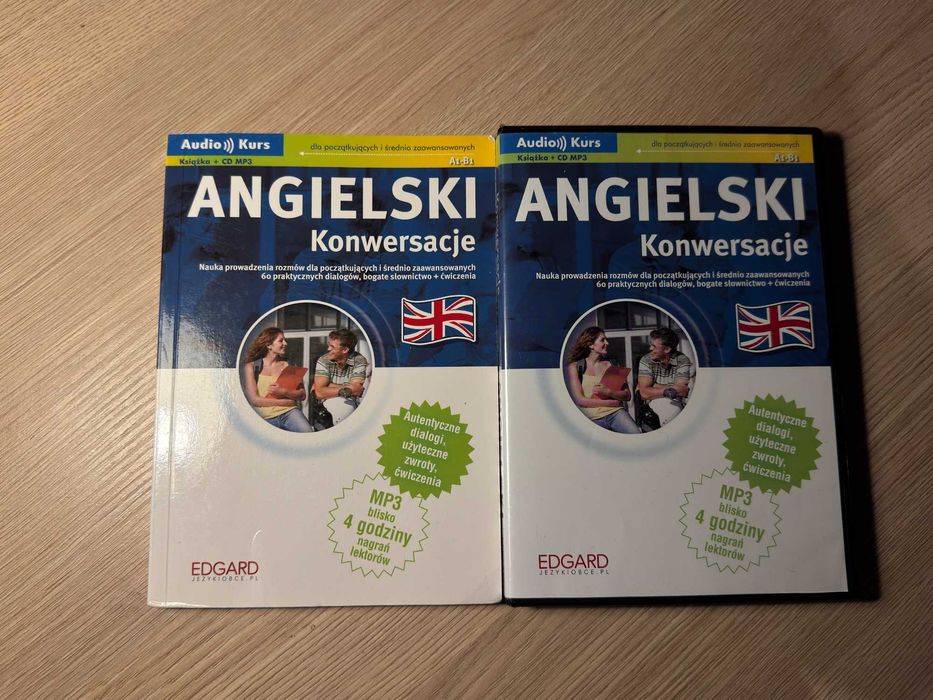 Audio Kurs
Książka + CD MP3
dla początkujących i średnio zaawansowanych
A1-B1
ANGIELSKI
Konwersacje
Nauka prowadzenia rozmów dla początkujących i średnio zaawansowanych
60 praktycznych dialogów, bogate słownictwo + ćwiczenia
Autentyczne
dialogi,
użyteczne
zwroty,
ćwiczenia
MP3
blisko
4 godziny
nagrań
lektorów
EDGARD
JEZYKIOBCE.PL
Audio Kurs
Książka + CD MP3
dla początkujących i średnio zaawansowanych
A1-B1
ANGIELSKI
Konwersacje
Nauka prowadzenia rozmów dla początkujących i średnio zaawansowanych
60 praktycznych dialogów, bogate słownictwo + ćwiczenia
Autentyczne
dialogi,
użyteczne
zwroty,
ćwiczenia
MP3
blisko
4 godziny
nagrań
lektorów
EDGARD
JEZYKIOBCE.PL